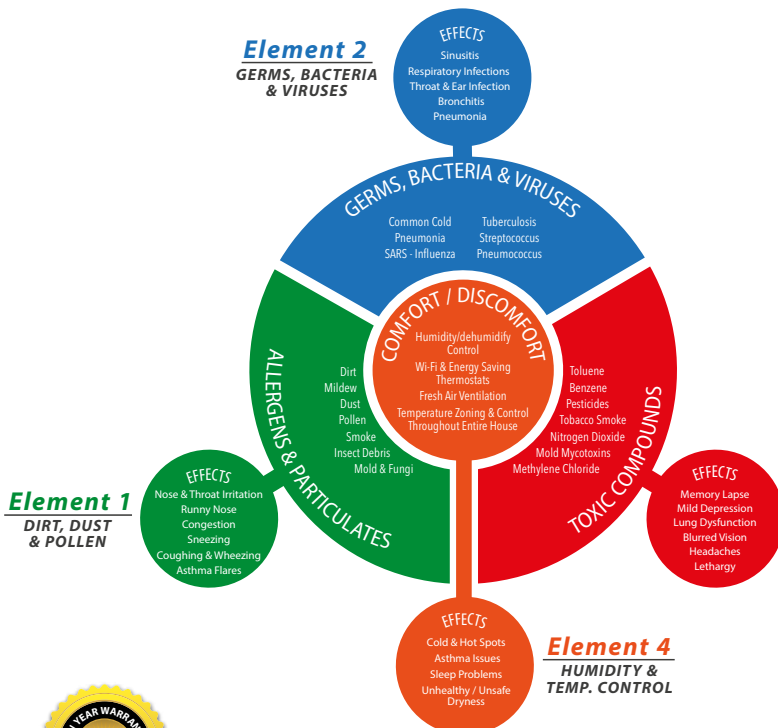 Element 2
GERMS, BACTERIA
& VIRUSES
EFFECTS
Sinusitis
Respiratory Infections
Throat & Ear Infection
Bronchitis
Pneumonia
GERMS, BACTERIA & VIRUSES
Common Cold
Pneumonia
SARS - Influenza
Tuberculosis
Streptococcus
Pneumococcus
COMFORT / DISCOMFORT
Humidity/dehumidify
Control
Wi-Fi & Energy Saving
Thermostats
Fresh Air Ventilation
Temperature Zoning & Control
Throughout Entire House
ALLERGENS & PARTICULATES
Dirt
Mildew
Dust
Pollen
Smoke
Insect Debris
Mold & Fungi
TOXIC COMPOUNDS
Toluene
Benzene
Pesticides
Tobacco Smoke
Nitrogen Dioxide
Mold Mycotoxins
Methylene Chloride
Element 1
DIRT, DUST
& POLLEN
EFFECTS
Nose & Throat Irritation
Runny Nose
Congestion
Sneezing
Coughing & Wheezing
Asthma Flares
EFFECTS
Memory Lapse
Mild Depression
Lung Dysfunction
Blurred Vision
Headaches
Lethargy
EFFECTS
Cold & Hot Spots
Asthma Issues
Sleep Problems
Unhealthy / Unsafe
Dryness
Element 4
HUMIDITY &
TEMP. CONTROL
YEAR